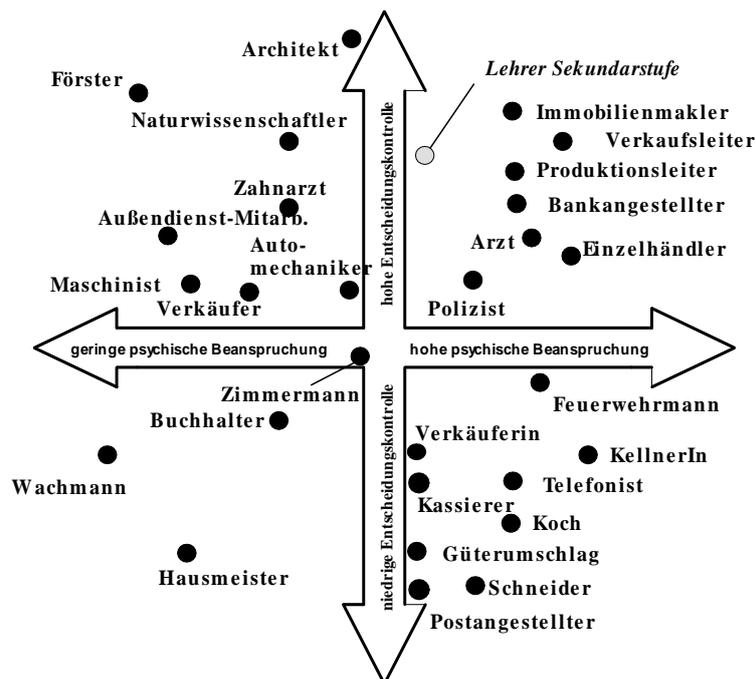 Architekt
Lehrer Sekundarstufe
Förster
Immobilienmakler
Naturwissenschaftler
Verkaufsleiter
Produktionsleiter
Zahnarzt
Bankangestellter
Außendienst-Mitarb.
Arzt
Einzelhändler
Auto-
mechaniker
Maschinist
Verkäufer
Polizist
hohe Entscheidungskontrolle
geringe psychische Beanspruchung
hohe psychische Beanspruchung
Zimmermann
Feuerwehrmann
Buchhalter
Verkäuferin
KellnerIn
Wachmann
Telefonist
Kassierer
Koch
niedrige Entscheidungskontrolle
Güterumschlag
Hausmeister
Schneider
Postangestellter